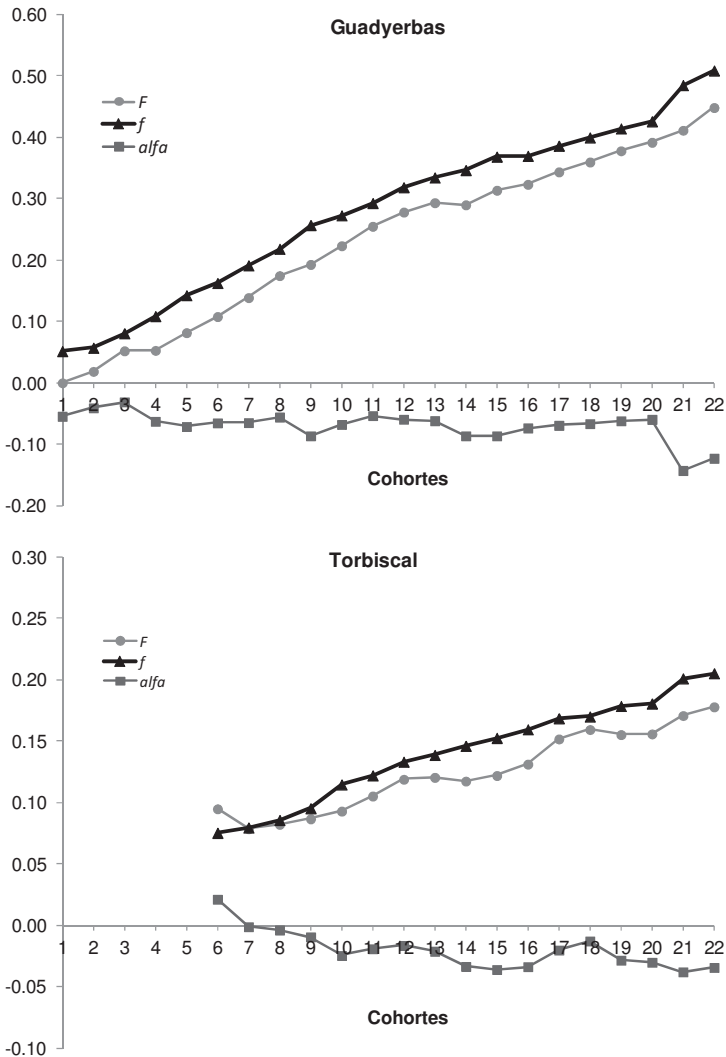 Guadyerbas
0.60
0.50
0.40
0.30
0.20
0.10
0.00
-0.10
-0.20
F
f
alfa
1 2 3 4 5 6 7 8 9 10 11 12 13 14 15 16 17 18 19 20 21 22
Cohortes
Torbiscal
0.30
0.25
0.20
0.15
0.10
0.05
0.00
-0.05
-0.10
F
f
alfa
1 2 3 4 5 6 7 8 9 10 11 12 13 14 15 16 17 18 19 20 21 22
Cohortes